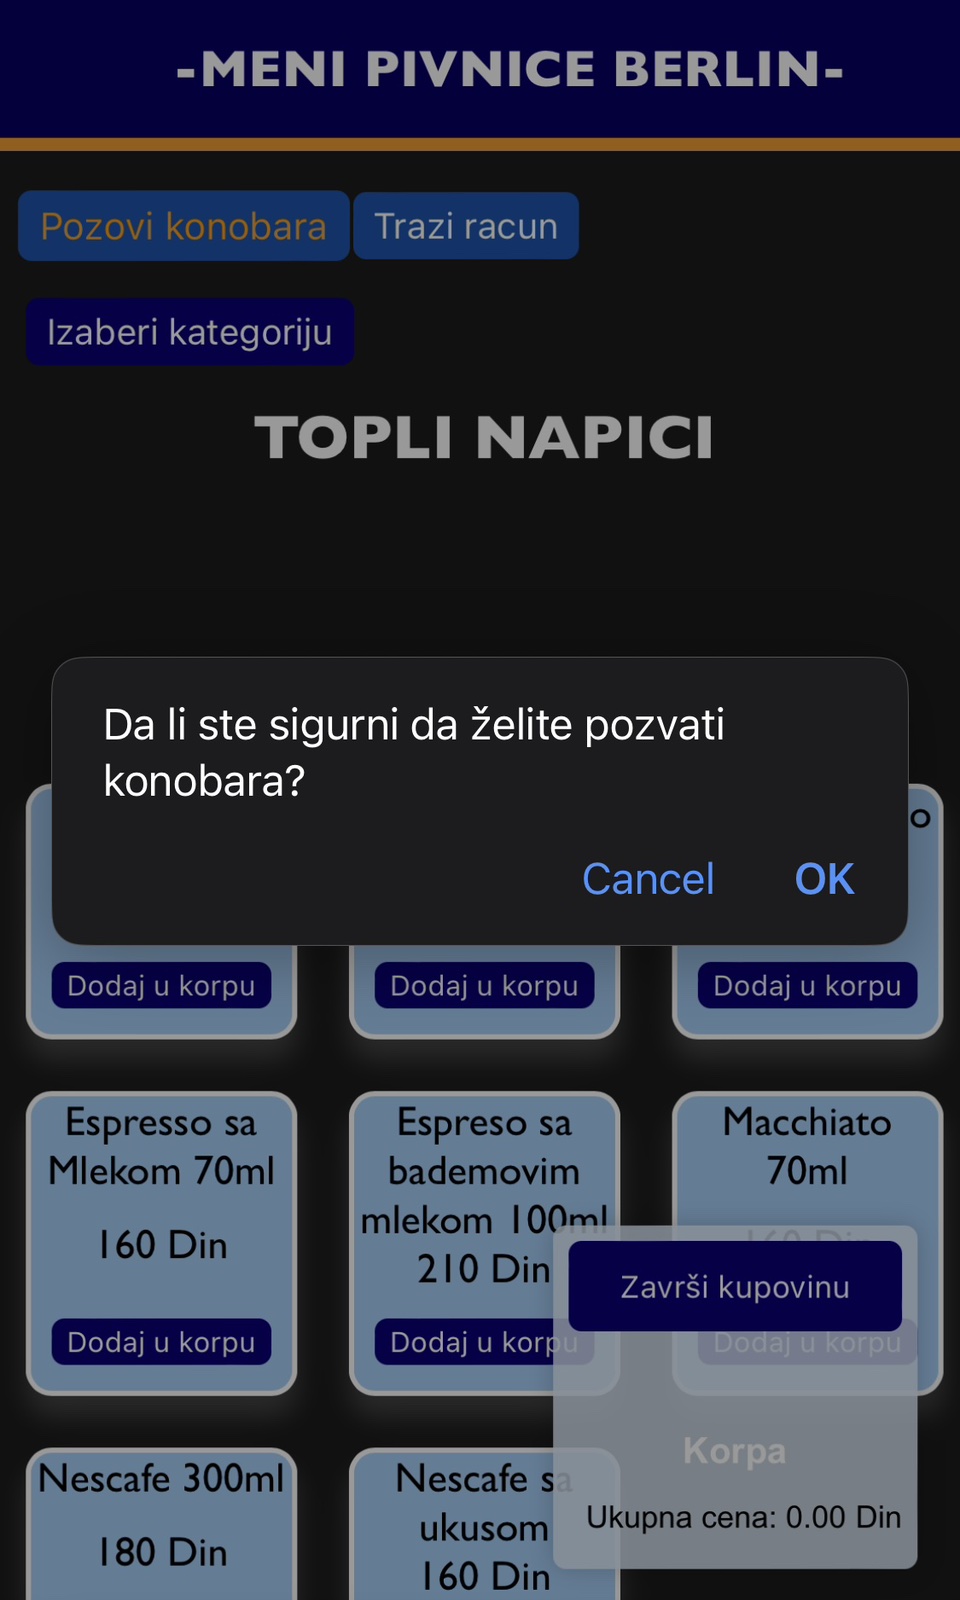 -MENI PIVNICE BERLIN-
Pozovi konobara
Trazi racun
Izaberi kategoriju
TOPLI NAPICI
Da li ste sigurni da želite pozvati
konobara?
Cancel
OK
o
Dodaj u korpu
Dodaj u korpu
Dodaj u korpu
Espresso sa
Mlekom 70ml
160 Din
Dodaj u korpu
Espreso sa
bademovim
mlekom 100ml
210 Din
Dodaj u korpu
Macchiato
70ml
160 Din
Dodaj u korpu
Završi kupovinu
Korpa
Ukupna cena: 0.00 Din
Nescafe 300ml
180 Din
Nescafe sa
ukusom
160 Din